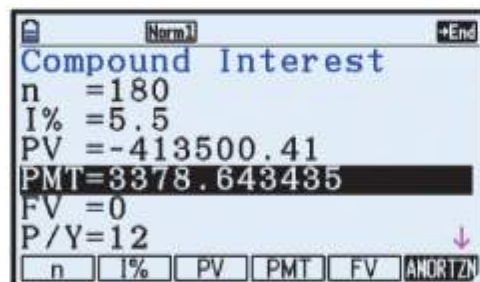 Norm1 →End
Compound Interest
n =180
I% =5.5
PV =-413500.41
PMT=3378.643435
FV =0
P/Y=12 ↓
n I% PV PMT FV AMORTZN